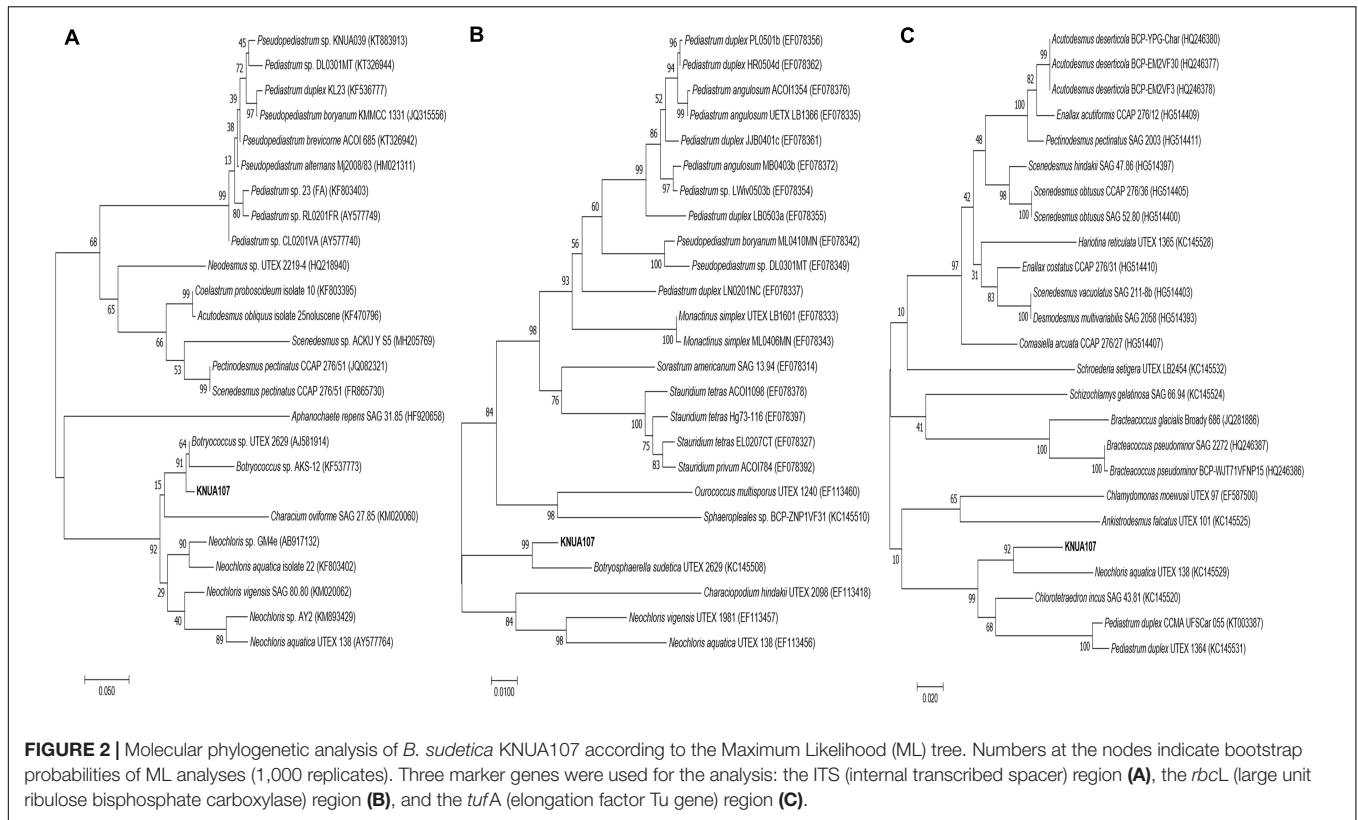 A
45
Pseudopediastrum sp. KNUA039 (KT883913)
72
Pediastrum sp. DL0301MT (KT326944)
39
Pediastrum duplex KL23 (KF536777)
97
Pseudopediastrum boryanum KMMCC 1331 (JQ315556)
38
Pseudopediastrum brevicorne ACOI 685 (KT326942)
13
Pseudopediastrum alternans Mj2008/83 (HM021311)
Pediastrum sp. 23 (FA) (KF803403)
99
80
Pediastrum sp. RL0201FR (AY577749)
Pediastrum sp. CL0201VA (AY577740)
68
Neodesmus sp. UTEX 2219-4 (HQ218940)
99
Coelastrum proboscideum isolate 10 (KF803395)
65
Acutodesmus obliquus isolate 25noluscene (KF470796)
66
Scenedesmus sp. ACKU Y S5 (MH205769)
53
Pectinodesmus pectinatus CCAP 276/51 (JQ082321)
99
Scenedesmus pectinatus CCAP 276/51 (FR865730)
Aphanochaete repens SAG 31.85 (HF920658)
64
Botryococcus sp. UTEX 2629 (AJ581914)
91
Botryococcus sp. AKS-12 (KF537773)
15
KNUA107
Characium oviforme SAG 27.85 (KM020060)
92
90
Neochloris sp. GM4e (AB917132)
Neochloris aquatica isolate 22 (KF803402)
29
Neochloris vigensis SAG 80.80 (KM020062)
40
Neochloris sp. AY2 (KM893429)
89
Neochloris aquatica UTEX 138 (AY577764)
0.050
B
96
Pediastrum duplex PL0501b (EF078356)
94
Pediastrum duplex HR0504d (EF078362)
Pediastrum angulosum ACOI1354 (EF078376)
52
99
Pediastrum angulosum UETX LB1366 (EF078335)
86
Pediastrum duplex JJB0401c (EF078361)
99
Pediastrum angulosum MB0403b (EF078372)
97
Pediastrum sp. LWiv0503b (EF078354)
Pediastrum duplex LB0503a (EF078355)
60
Pseudopediastrum boryanum ML0410MN (EF078342)
56
100
Pseudopediastrum sp. DL0301MT (EF078349)
93
Pediastrum duplex LN0201NC (EF078337)
Monactinus simplex UTEX LB1601 (EF078333)
100
Monactinus simplex ML0406MN (EF078343)
98
Sorastrum americanum SAG 13.94 (EF078314)
76
Stauridium tetras ACOI1098 (EF078378)
84
100
Stauridium tetras Hg73-116 (EF078397)
75
Stauridium tetras EL0207CT (EF078327)
83
Stauridium privum ACOI784 (EF078392)
Ourococcus multisporus UTEX 1240 (EF113460)
98
Sphaeropleales sp. BCP-ZNP1VF31 (KC145510)
99
KNUA107
Botryosphaerella sudetica UTEX 2629 (KC145508)
Characiopodium hindakii UTEX 2098 (EF113418)
84
Neochloris vigensis UTEX 1981 (EF113457)
98
Neochloris aquatica UTEX 138 (EF113456)
0.0100
C
Acutodesmus deserticola BCP-YPG-Char (HQ246380)
99
Acutodesmus deserticola BCP-EM2VF30 (HQ246377)
82
Acutodesmus deserticola BCP-EM2VF3 (HQ246378)
100
Enallax acutiformis CCAP 276/12 (HG514409)
Pectinodesmus pectinatus SAG 2003 (HG514411)
48
Scenedesmus hindakii SAG 47.86 (HG514397)
98
Scenedesmus obtusus CCAP 276/36 (HG514405)
42
100
Scenedesmus obtusus SAG 52.80 (HG514400)
Hariotina reticulata UTEX 1365 (KC145528)
97
31
Enallax costatus CCAP 276/31 (HG514410)
83
Scenedesmus vacuolatus SAG 211-8b (HG514403)
100
Desmodesmus multivariabilis SAG 2058 (HG514393)
10
Comasiella arcuata CCAP 276/27 (HG514407)
Schroederia setigera UTEX LB2454 (KC145532)
Schizochlamys gelatinosa SAG 66.94 (KC145524)
41
Bracteacoccus glacialis Broady 686 (JQ281886)
Bracteacoccus pseudominor SAG 2272 (HQ246387)
100
100
Bracteacoccus pseudominor BCP-WJT71VFNP15 (HQ246386)
65
Chlamydomonas moewusii UTEX 97 (EF587500)
Ankistrodesmus falcatus UTEX 101 (KC145525)
10
92
KNUA107
Neochloris aquatica UTEX 138 (KC145529)
99
Chlorotetraedron incus SAG 43.81 (KC145520)
68
Pediastrum duplex CCMA UFSCar 055 (KT003387)
100
Pediastrum duplex UTEX 1364 (KC145531)
0.020
FIGURE 2 | Molecular phylogenetic analysis of B. sudetica KNUA107 according to the Maximum Likelihood (ML) tree. Numbers at the nodes indicate bootstrap
probabilities of ML analyses (1,000 replicates). Three marker genes were used for the analysis: the ITS (internal transcribed spacer) region (A), the rbcL (large unit
ribulose bisphosphate carboxylase) region (B), and the tufA (elongation factor Tu gene) region (C).